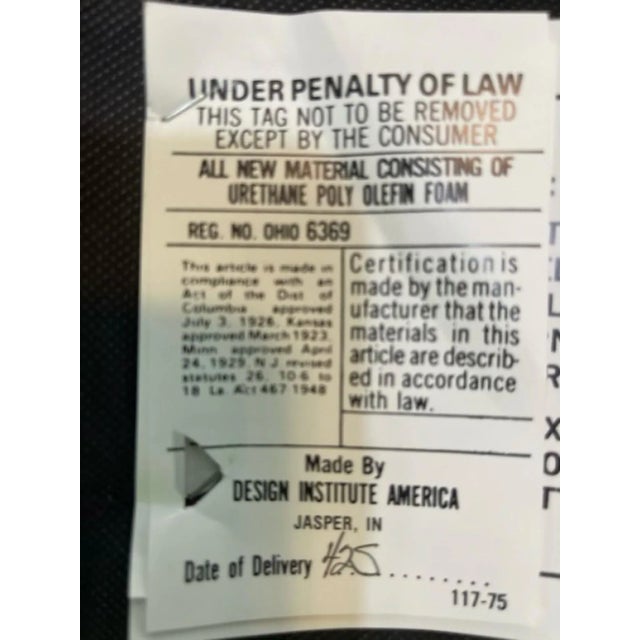 UNDER PENALTY OF LAW
THIS TAG NOT TO BE REMOVED
EXCEPT BY THE CONSUMER
ALL NEW MATERIAL CONSISTING OF
URETHANE POLY OLEFIN FOAM
REG. NO. OHIO 6369
This article is made in
compliance with an
Act of the Dist of
Columbia approved
July 3, 1926, Kansas
approved March 1923,
Minn approved April
24, 1929, N.J. revised
statutes 26, 10-6 to
18 La. Act 467 1948
Certification is
made by the man-
ufacturer that the
materials in this
article are describ-
ed in accordance
with law.
Made By
DESIGN INSTITUTE AMERICA
JASPER, IN
Date of Delivery ........
117-75